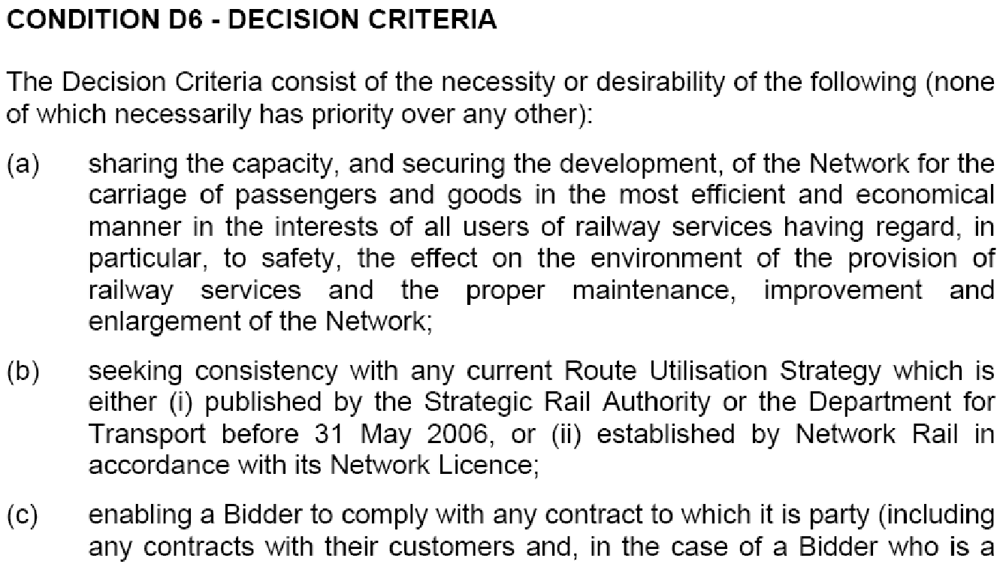 CONDITION D6 - DECISION CRITERIA
The Decision Criteria consist of the necessity or desirability of the following (none
of which necessarily has priority over any other):
(a) sharing the capacity, and securing the development, of the Network for the
carriage of passengers and goods in the most efficient and economical
manner in the interests of all users of railway services having regard, in
particular, to safety, the effect on the environment of the provision of
railway services and the proper maintenance, improvement and
enlargement of the Network;
(b) seeking consistency with any current Route Utilisation Strategy which is
either (i) published by the Strategic Rail Authority or the Department for
Transport before 31 May 2006, or (ii) established by Network Rail in
accordance with its Network Licence;
(c) enabling a Bidder to comply with any contract to which it is party (including
any contracts with their customers and, in the case of a Bidder who is a